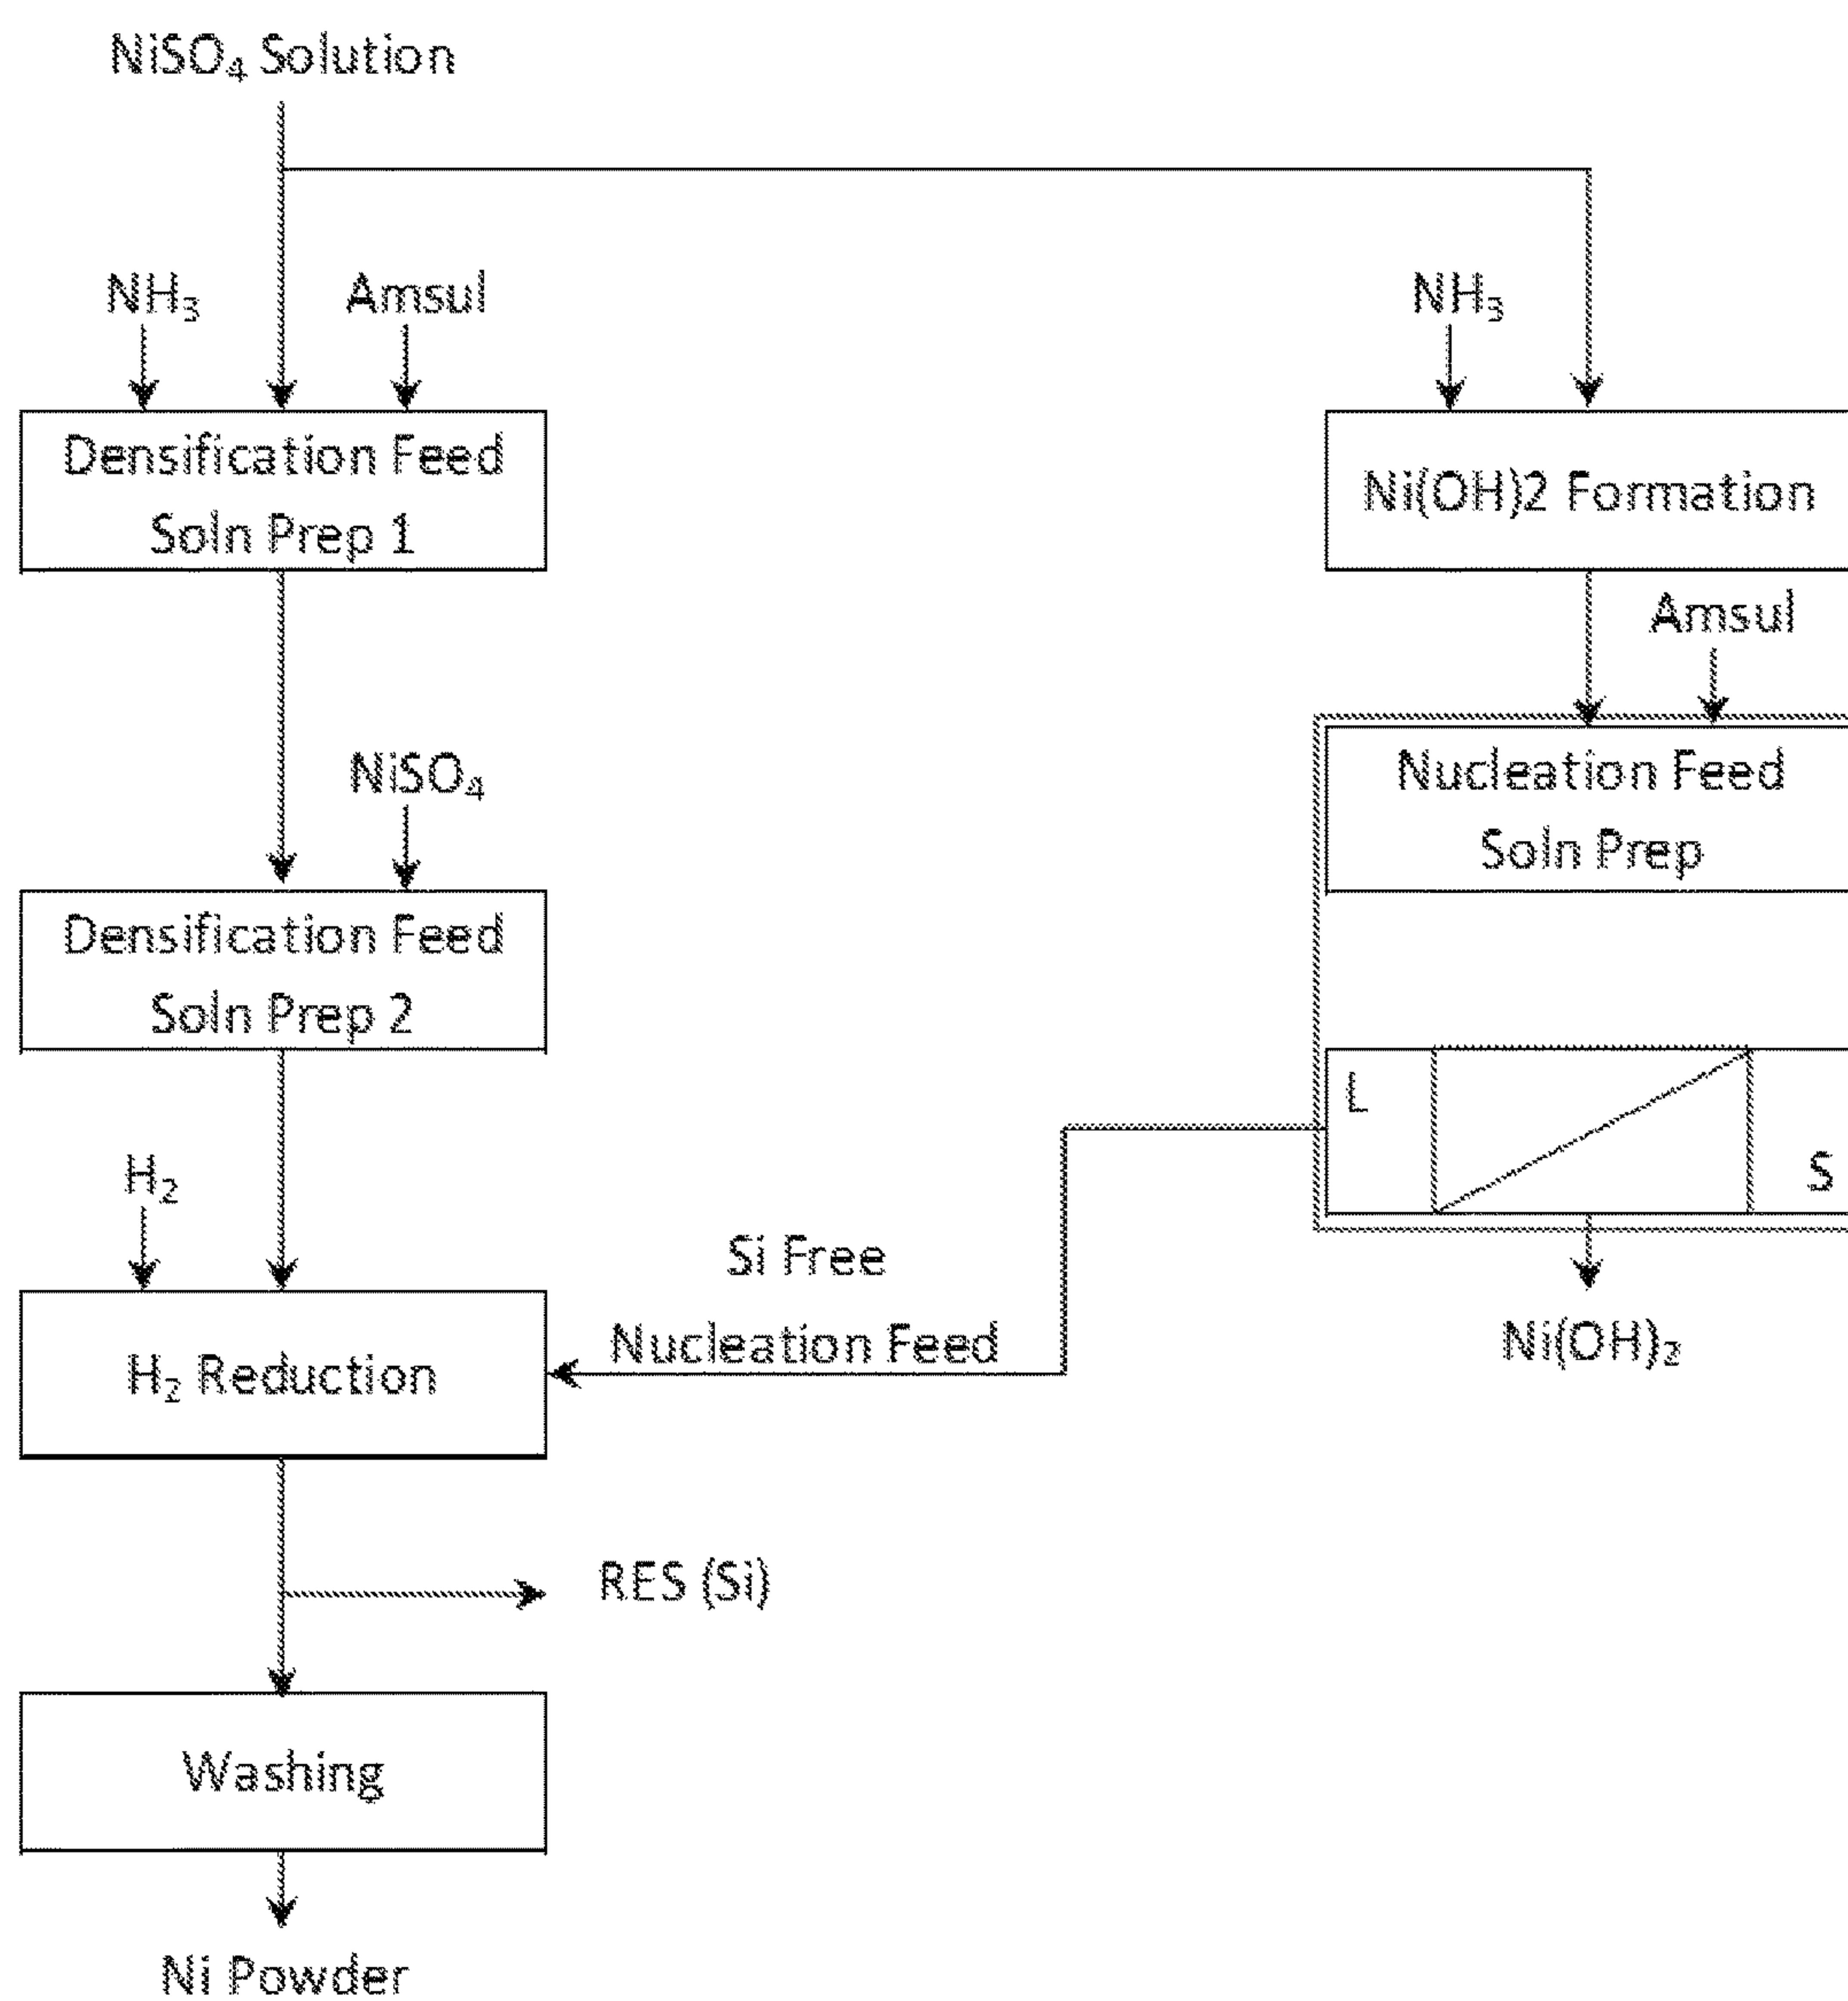 NiSO₄ Solution
NH₃
Amsul
NH₃
Densification Feed
Soln Prep 1
Ni(OH)2 Formation
Amsul
NiSO₄
Nucleation Feed
Soln Prep
Densification Feed
Soln Prep 2
L
S
H₂
Si Free
Nucleation Feed
Ni(OH)₂
H₂ Reduction
RES (Si)
Washing
Ni Powder